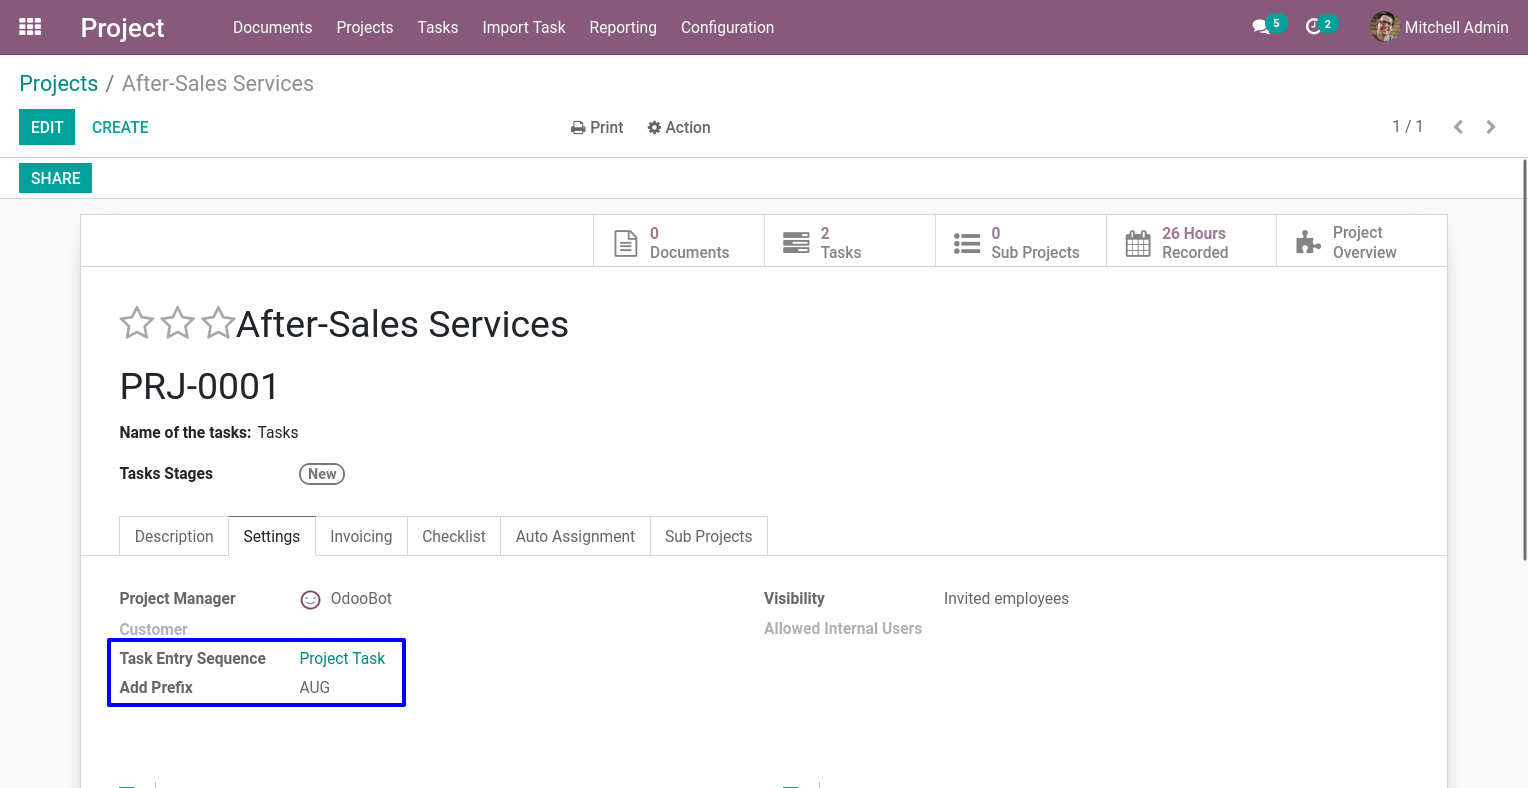 Project Documents Projects Tasks Import Task Reporting Configuration 5 2 Mitchell Admin
Projects / After-Sales Services
EDIT CREATE Print Action 1 / 1
SHARE
0 Documents
2 Tasks
0 Sub Projects
26 Hours Recorded
Project Overview
After-Sales Services
PRJ-0001
Name of the tasks: Tasks
Tasks Stages New
Description Settings Invoicing Checklist Auto Assignment Sub Projects
Project Manager OdooBot Visibility Invited employees
Customer Allowed Internal Users
Task Entry Sequence Project Task
Add Prefix AUG